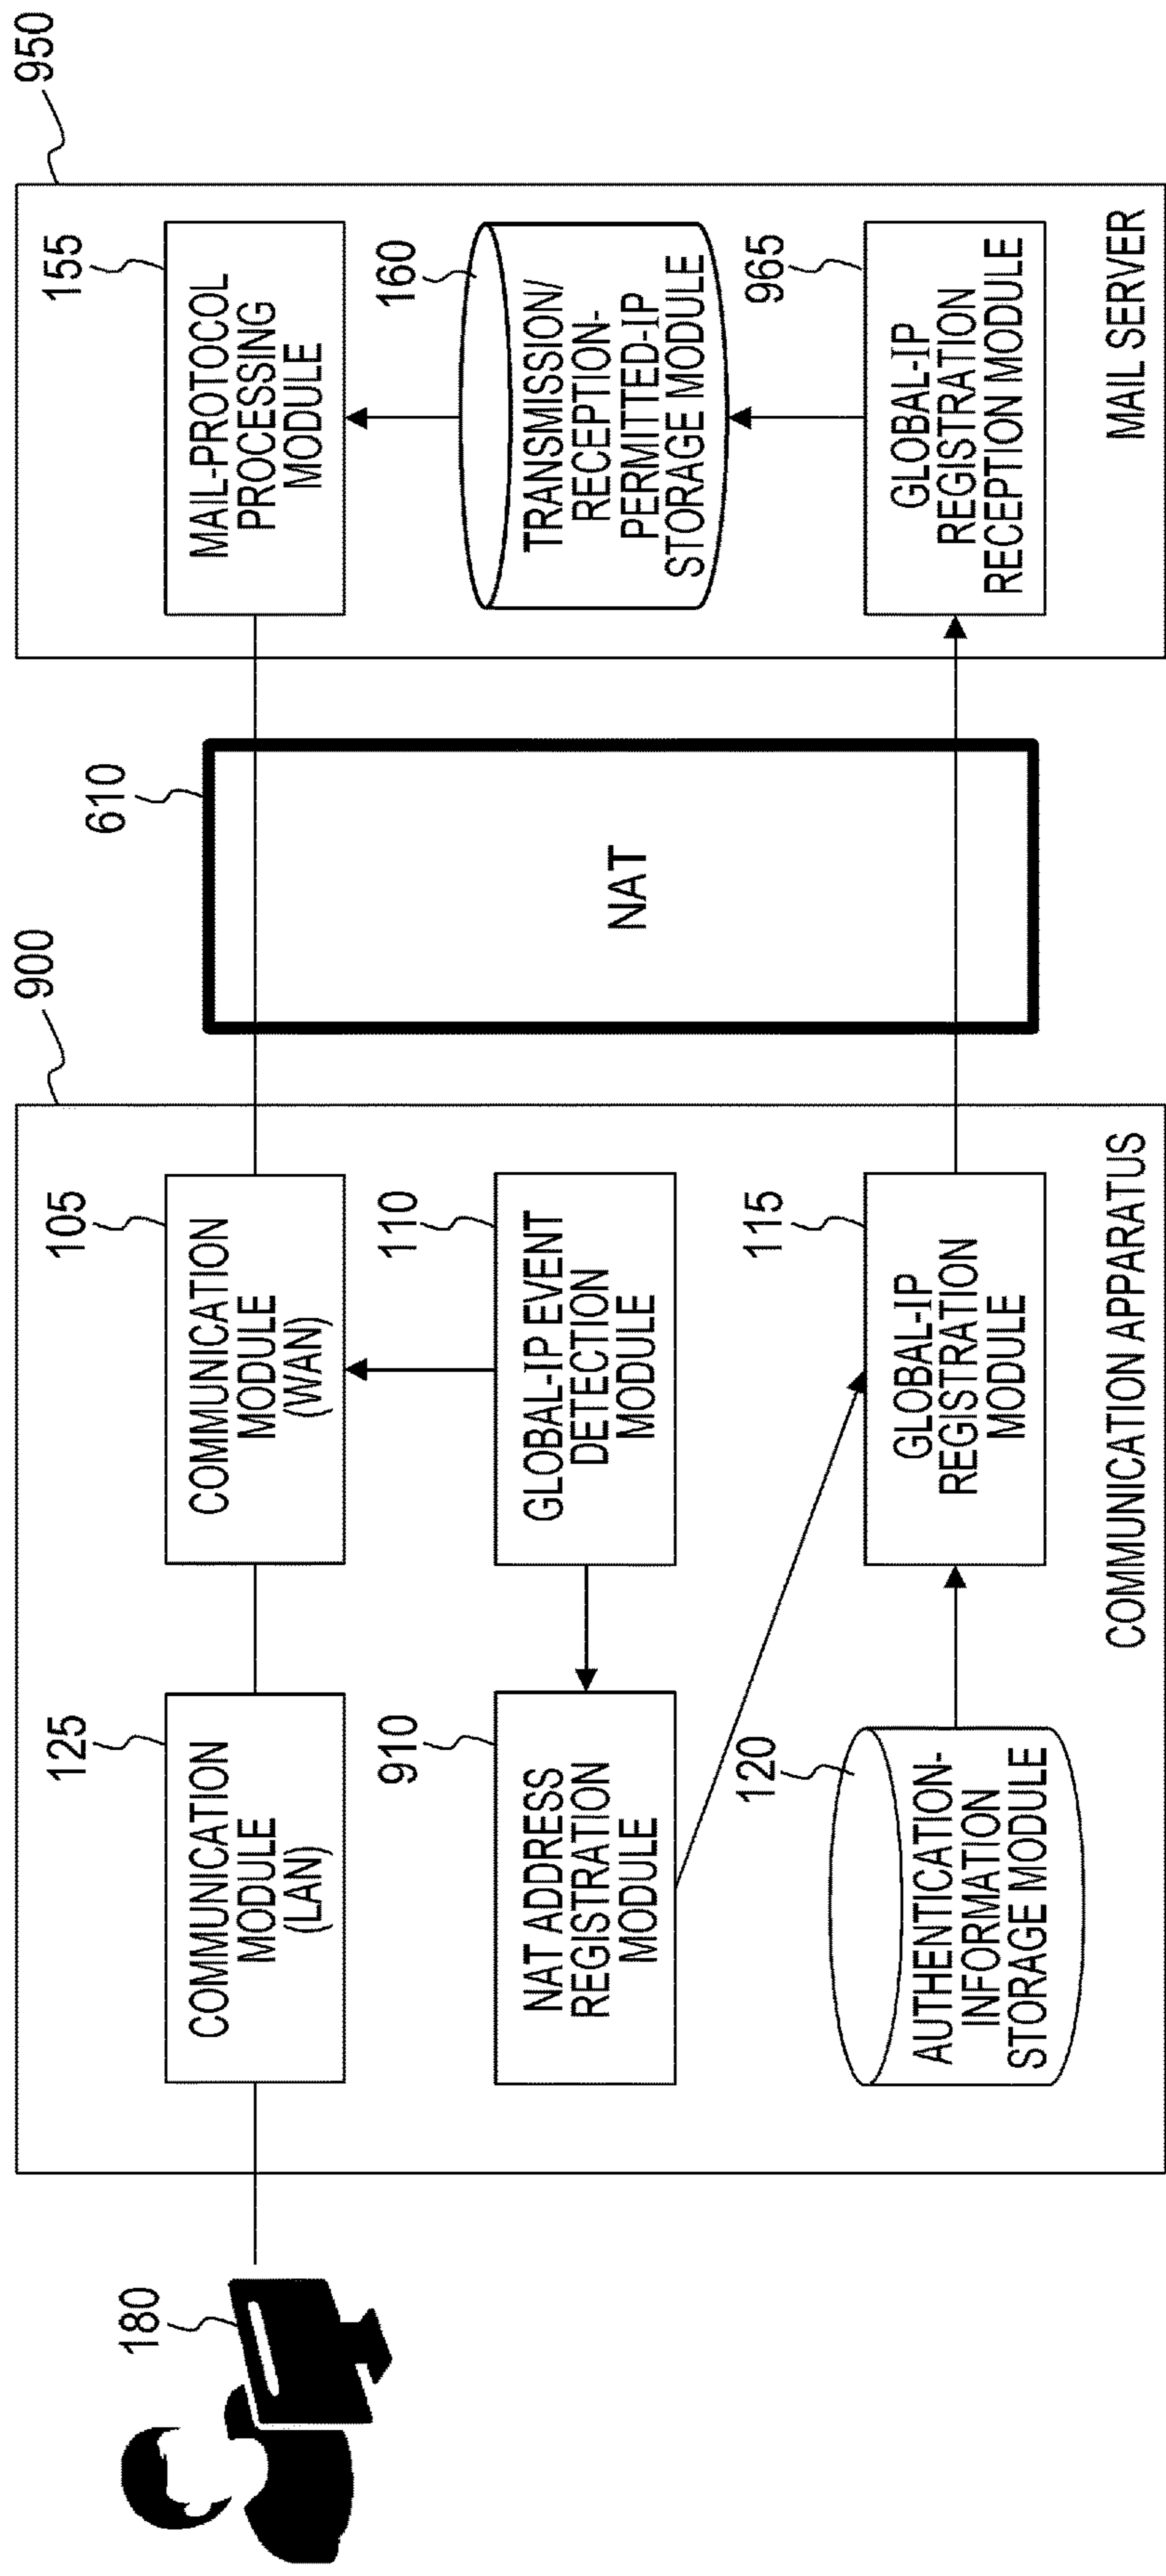 180
900
COMMUNICATION APPARATUS
125
COMMUNICATION
MODULE
(LAN)
105
COMMUNICATION
MODULE
(WAN)
910
NAT ADDRESS
REGISTRATION
MODULE
110
GLOBAL-IP EVENT
DETECTION
MODULE
120
AUTHENTICATION-
INFORMATION
STORAGE MODULE
115
GLOBAL-IP
REGISTRATION
MODULE
610
NAT
950
MAIL SERVER
155
MAIL-PROTOCOL
PROCESSING
MODULE
160
TRANSMISSION/
RECEPTION-
PERMITTED-IP
STORAGE MODULE
965
GLOBAL-IP
REGISTRATION
RECEPTION MODULE